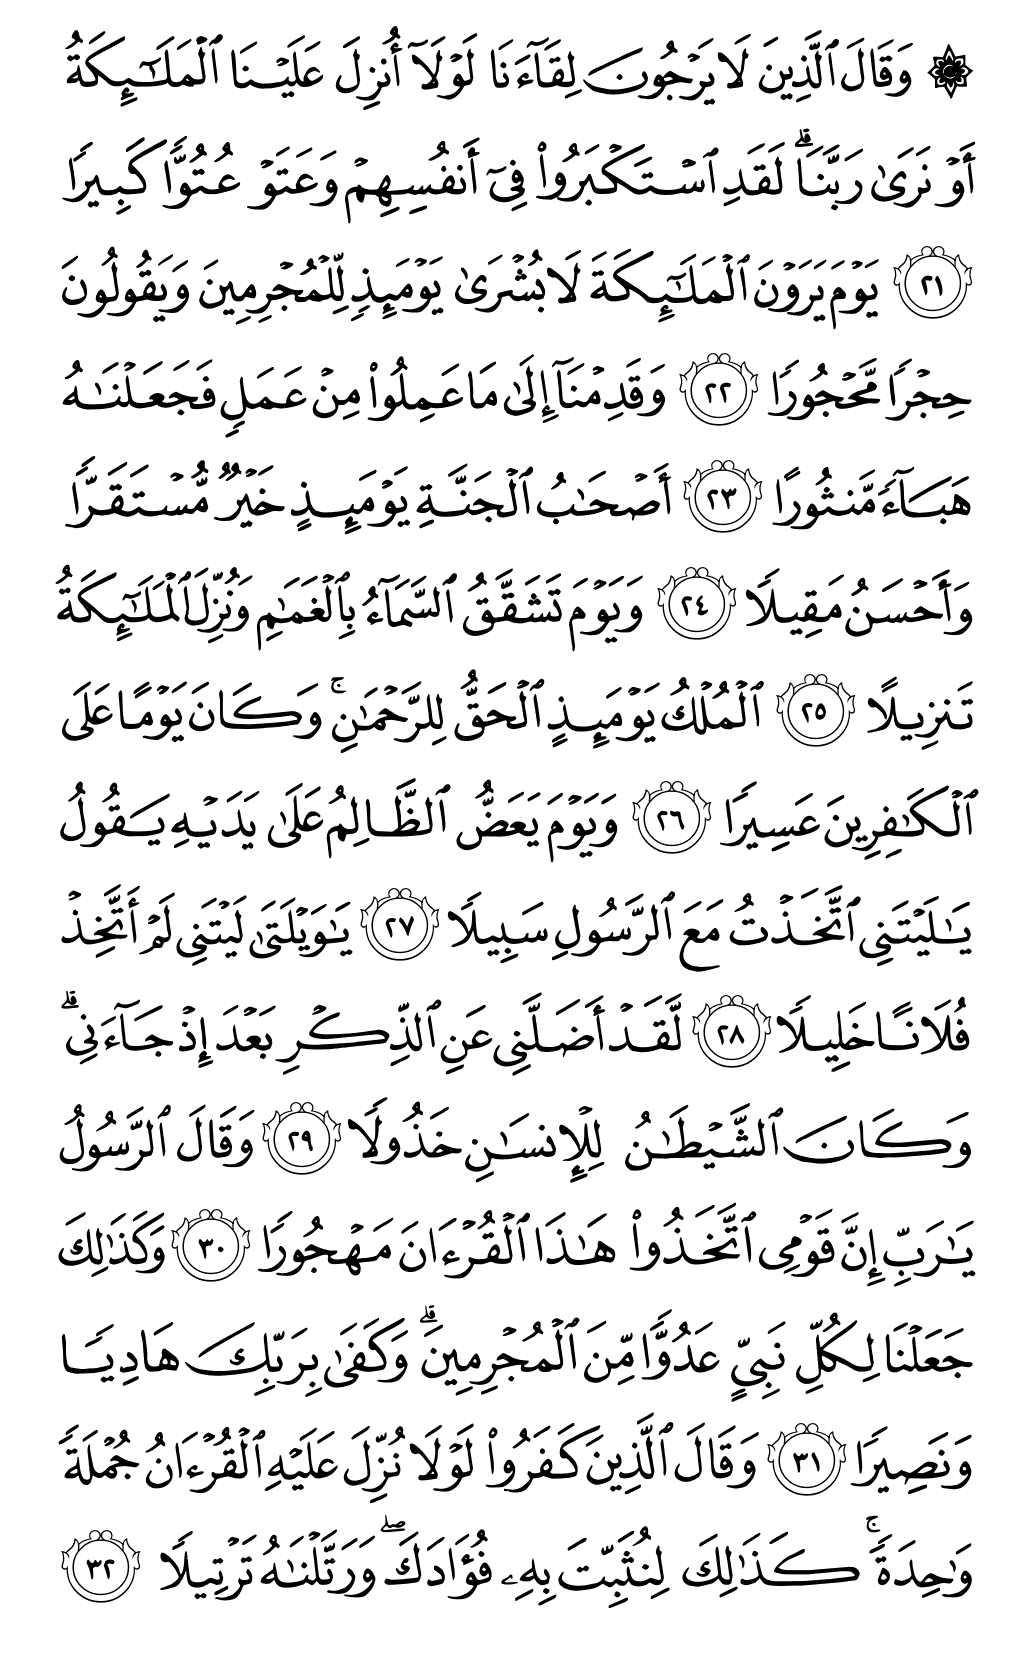 ۞ وَقَالَ ٱلَّذِينَ لَا يَرْجُونَ لِقَآءَنَا لَوْلَآ أُنزِلَ عَلَيْنَا ٱلْمَلَـٰٓئِكَةُ
أَوْ نَرَىٰ رَبَّنَا ۗ لَقَدِ ٱسْتَكْبَرُوا۟ فِىٓ أَنفُسِهِمْ وَعَتَوْ عُتُوًّا كَبِيرًا
٢١ يَوْمَ يَرَوْنَ ٱلْمَلَـٰٓئِكَةَ لَا بُشْرَىٰ يَوْمَئِذٍ لِّلْمُجْرِمِينَ وَيَقُولُونَ
حِجْرًا مَّحْجُورًا ٢٢ وَقَدِمْنَآ إِلَىٰ مَا عَمِلُوا۟ مِنْ عَمَلٍ فَجَعَلْنَـٰهُ
هَبَآءً مَّنثُورًا ٢٣ أَصْحَـٰبُ ٱلْجَنَّةِ يَوْمَئِذٍ خَيْرٌ مُّسْتَقَرًّا
وَأَحْسَنُ مَقِيلًا ٢٤ وَيَوْمَ تَشَقَّقُ ٱلسَّمَآءُ بِٱلْغَمَـٰمِ وَنُزِّلَ ٱلْمَلَـٰٓئِكَةُ
تَنزِيلًا ٢٥ ٱلْمُلْكُ يَوْمَئِذٍ ٱلْحَقُّ لِلرَّحْمَـٰنِ ۚ وَكَانَ يَوْمًا عَلَى
ٱلْكَـٰفِرِينَ عَسِيرًا ٢٦ وَيَوْمَ يَعَضُّ ٱلظَّالِمُ عَلَىٰ يَدَيْهِ يَقُولُ
يَـٰلَيْتَنِى ٱتَّخَذْتُ مَعَ ٱلرَّسُولِ سَبِيلًا ٢٧ يَـٰوَيْلَتَىٰ لَيْتَنِى لَمْ أَتَّخِذْ
فُلَانًا خَلِيلًا ٢٨ لَّقَدْ أَضَلَّنِى عَنِ ٱلذِّكْرِ بَعْدَ إِذْ جَآءَنِى ۗ
وَكَانَ ٱلشَّيْطَـٰنُ لِلْإِنسَـٰنِ خَذُولًا ٢٩ وَقَالَ ٱلرَّسُولُ
يَـٰرَبِّ إِنَّ قَوْمِى ٱتَّخَذُوا۟ هَـٰذَا ٱلْقُرْءَانَ مَهْجُورًا ٣٠ وَكَذَٰلِكَ
جَعَلْنَا لِكُلِّ نَبِىٍّ عَدُوًّا مِّنَ ٱلْمُجْرِمِينَ ۗ وَكَفَىٰ بِرَبِّكَ هَادِيًا
وَنَصِيرًا ٣١ وَقَالَ ٱلَّذِينَ كَفَرُوا۟ لَوْلَا نُزِّلَ عَلَيْهِ ٱلْقُرْءَانُ جُمْلَةً
وَٰحِدَةً ۚ كَذَٰلِكَ لِنُثَبِّتَ بِهِۦ فُؤَادَكَ ۖ وَرَتَّلْنَـٰهُ تَرْتِيلًا ٣٢